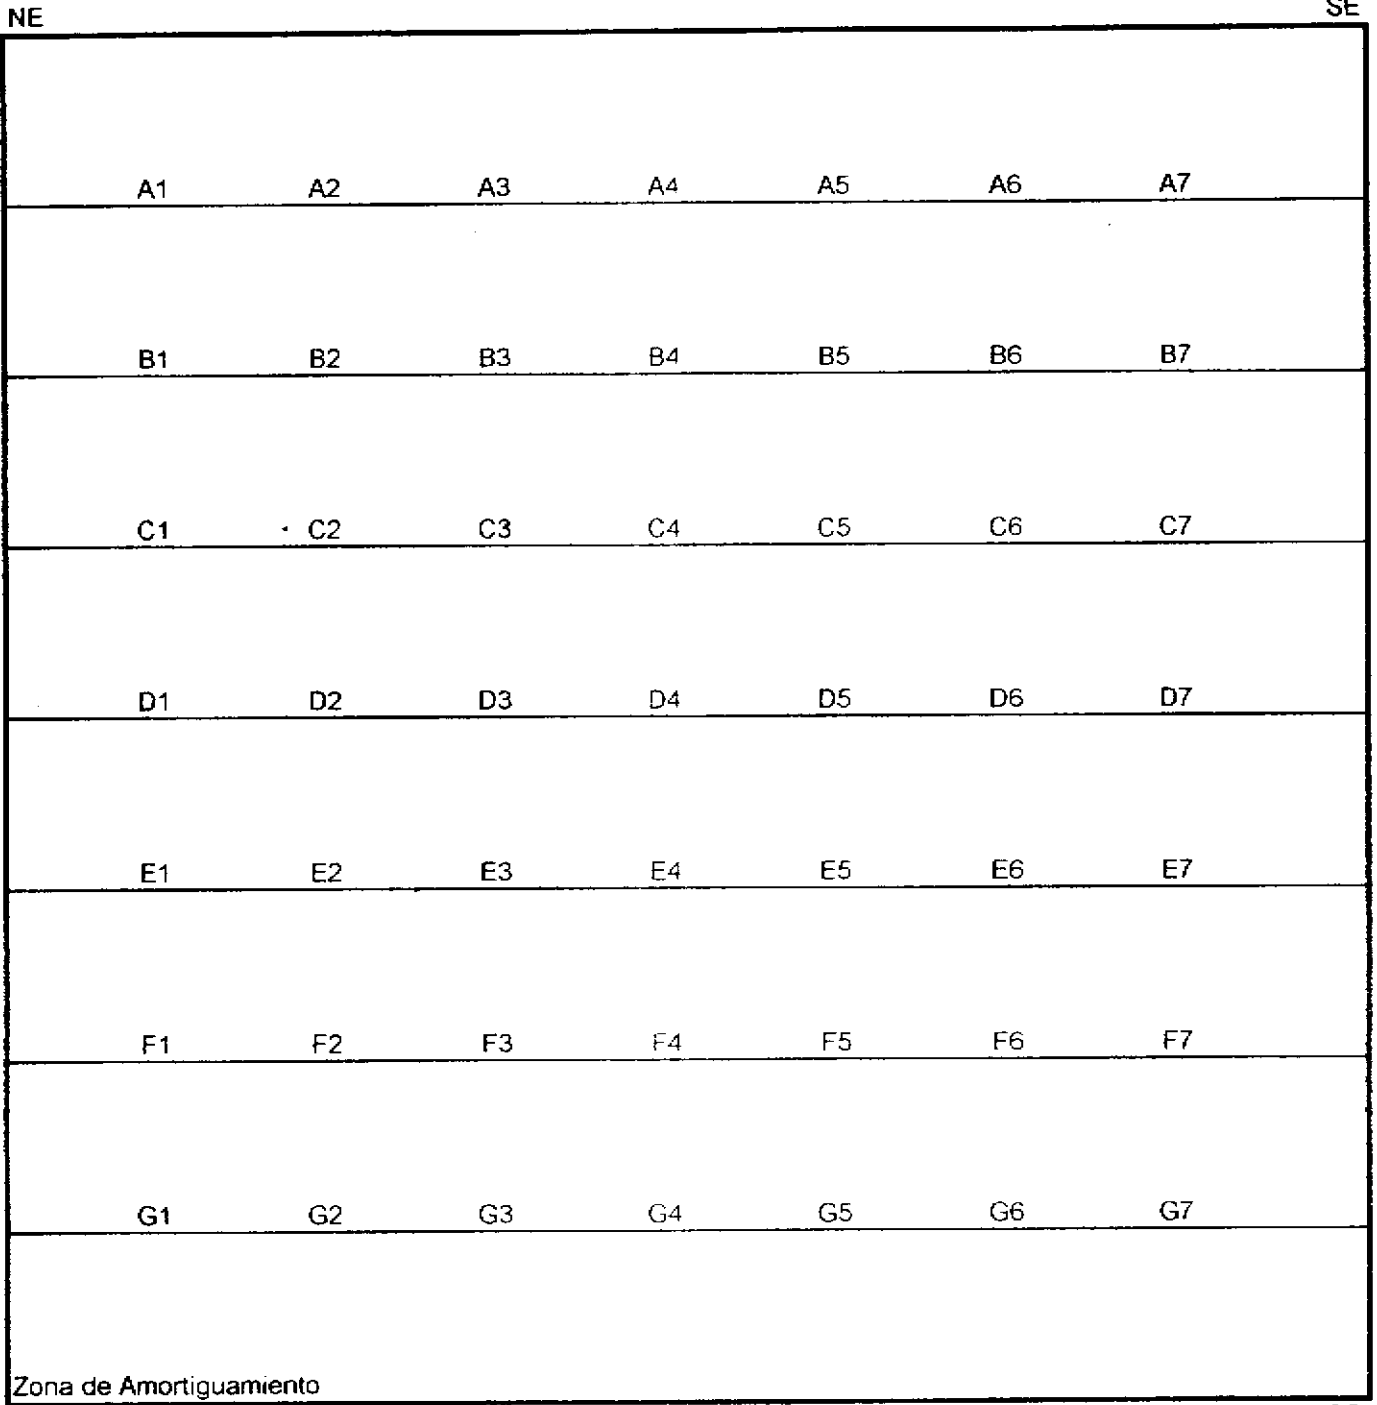 NE SE
A1 A2 A3 A4 A5 A6 A7
B1 B2 B3 B4 B5 B6 B7
C1 C2 C3 C4 C5 C6 C7
D1 D2 D3 D4 D5 D6 D7
E1 E2 E3 E4 E5 E6 E7
F1 F2 F3 F4 F5 F6 F7
G1 G2 G3 G4 G5 G6 G7
Zona de Amortiguamiento